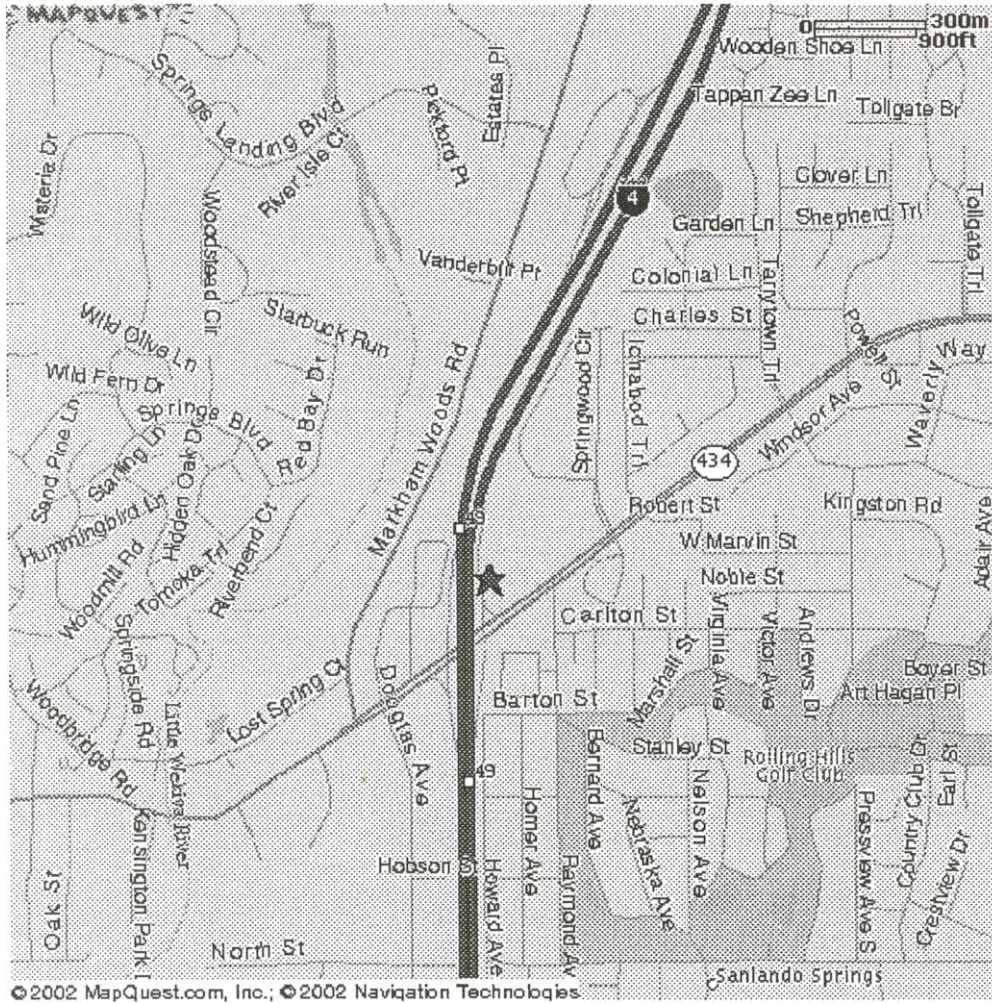 MAPQUEST
0 300m
900ft
Wooden Shoe Ln
Estates Pl
Springs Landing Blvd
Pickford Pt
Tappan Zee Ln
Tollgate Br
River Isle Ct
Wisteria Dr
Woodstead Cir
4
Glover Ln
Shepherd Trl
Tollgate Trl
Garden Ln
Vanderbilt Pt
Colonial Ln
Tarrytown Trl
Charles St
Starbuck Run
Wild Olive Ln
Markham Woods Rd
Springwood Cir
Ichabod Trl
Powell St
Way
Waverly
Wild Fern Dr
Springs Blvd
Red Bay Dr
Windsor Ave
Sand Pine Ln
Starling Ln
Hidden Oak Dr
434
Hummingbird Ln
Robert St
Kingston Rd
Adair Ave
Woodmill Rd
Tomoka Trl
Riverbend Ct
W Marvin St
Noble St
Carlton St
Virginia Ave
Victor Ave
Andrews Dr
Springside Rd
Marshall St
Boyer St
Art Hagan Pl
Lost Spring Ct
Douglas Ave
Barton St
Woodbridge Rd
Little Wekiva River
Stanley St
Rolling Hills
Golf Club
49
Bernard Ave
Nelson Ave
Country Club Dr
Earl St
Homer Ave
Nebraska Ave
Pressview Ave S
Crestview Dr
Kensington Park
Hobson St
Howard Ave
Raymond Av
Oak St
North St
Sanlando Springs
©2002 MapQuest.com, Inc.; ©2002 Navigation Technologies